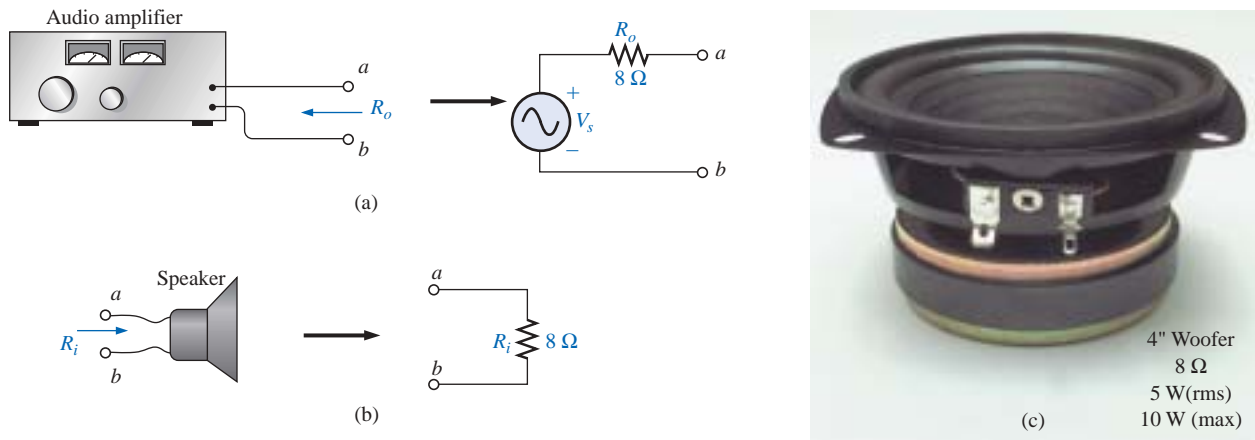 Audio amplifier
a
R_o
b
R_o
8 Ω
a
+
V_s
–
b
(a)
Speaker
a
R_i
b
a
R_i 8 Ω
b
(b)
4" Woofer
8 Ω
5 W(rms)
10 W (max)
(c)